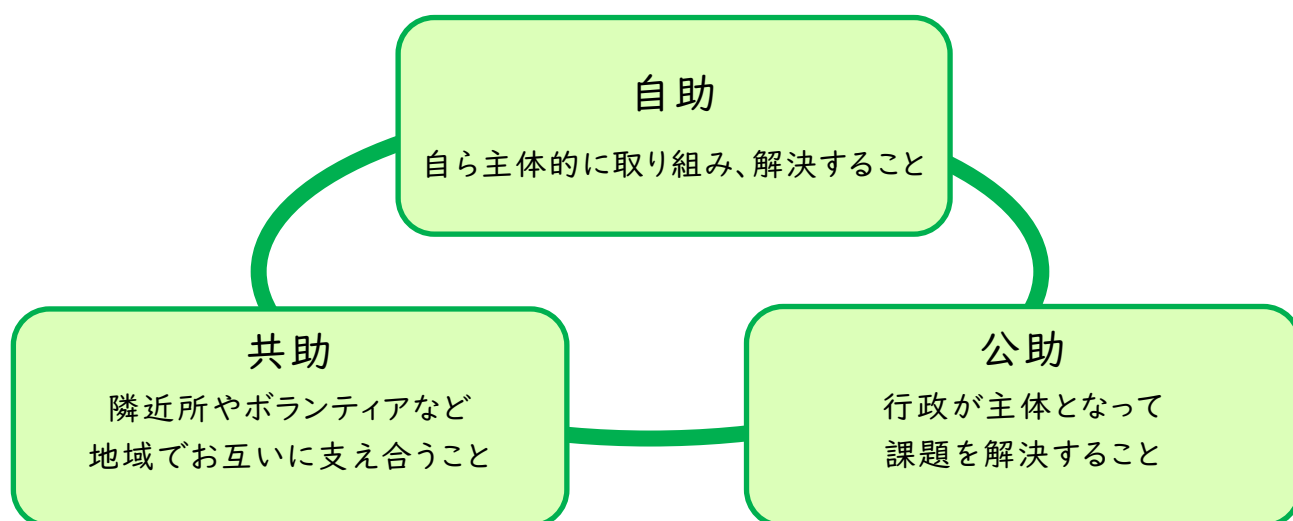 自助
自ら主体的に取り組み、解決すること
共助
隣近所やボランティアなど
地域でお互いに支え合うこと
公助
行政が主体となって
課題を解決すること